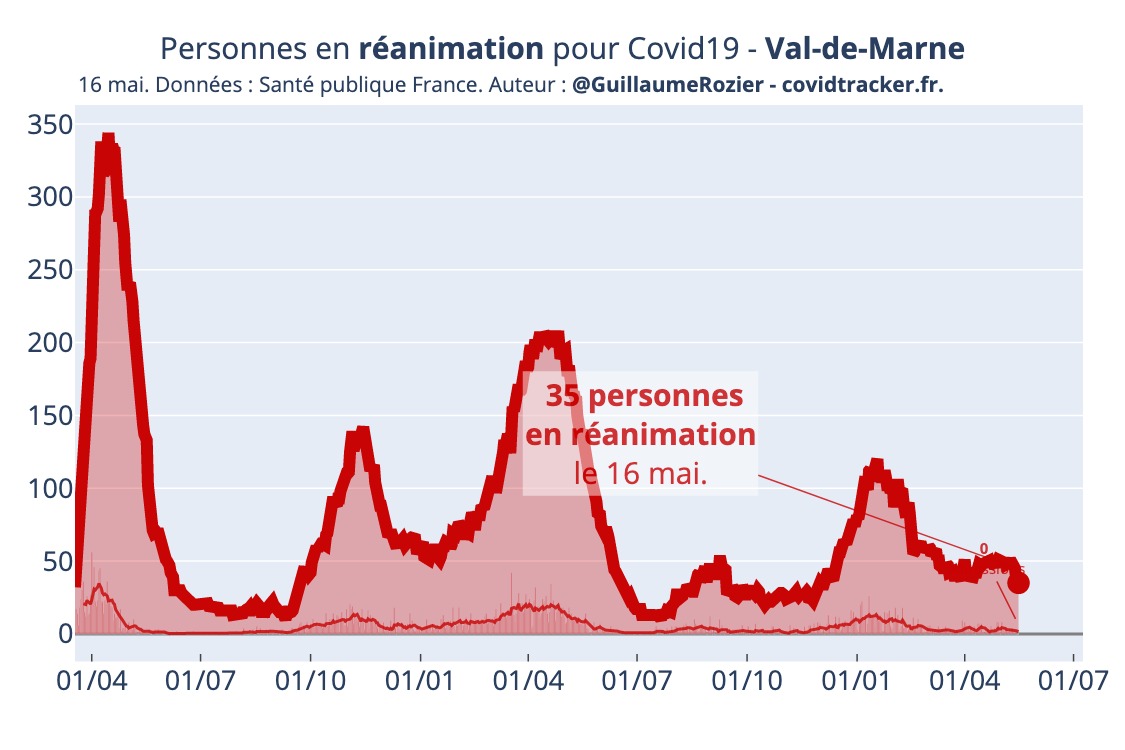 Personnes en réanimation pour Covid19 - Val-de-Marne
16 mai. Données : Santé publique France. Auteur : @GuillaumeRozier - covidtracker.fr.
350
300
250
200
150
100
50
0
35 personnes
en réanimation
le 16 mai.
0
01/04 01/07 01/10 01/01 01/04 01/07 01/10 01/01 01/04 01/07